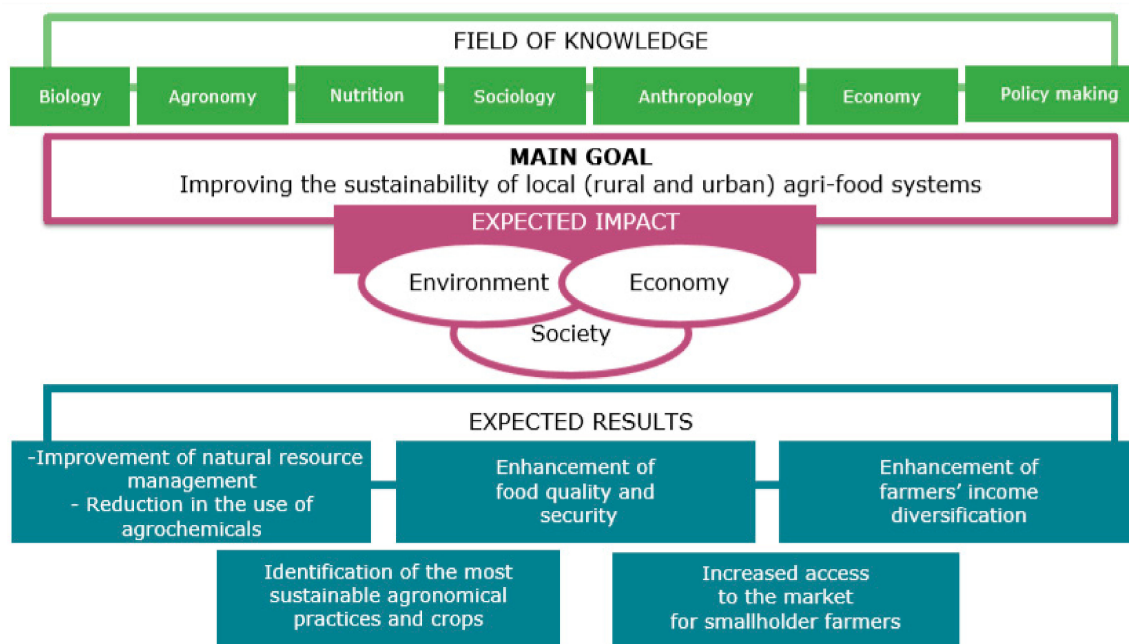 FIELD OF KNOWLEDGE
Biology
Agronomy
Nutrition
Sociology
Anthropology
Economy
Policy making
MAIN GOAL
Improving the sustainability of local (rural and urban) agri-food systems
EXPECTED IMPACT
Environment
Economy
Society
EXPECTED RESULTS
-Improvement of natural resource
management
- Reduction in the use of
agrochemicals
Enhancement of
food quality and
security
Enhancement of
farmers’ income
diversification
Identification of the most
sustainable agronomical
practices and crops
Increased access
to the market
for smallholder farmers